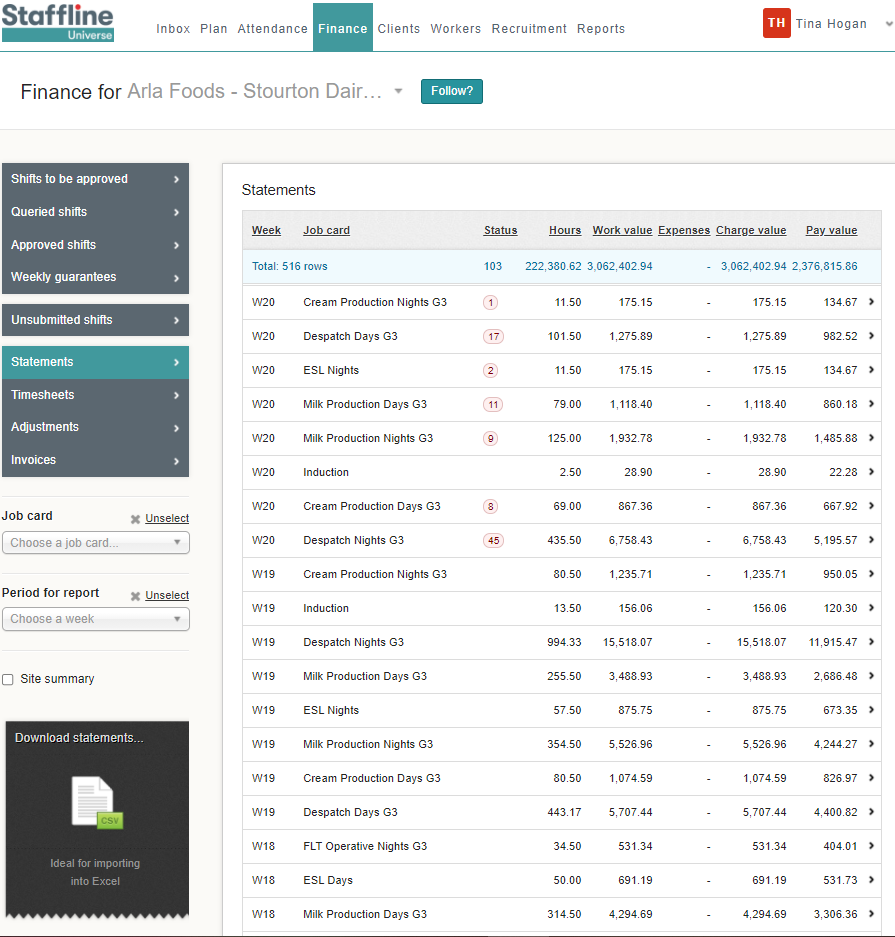 Staffline
Universe
Inbox Plan Attendance Finance Clients Workers Recruitment Reports
TH Tina Hogan
Finance for Arla Foods - Stourton Dair… Follow?
Shifts to be approved
Queried shifts
Approved shifts
Weekly guarantees
Unsubmitted shifts
Statements
Timesheets
Adjustments
Invoices
Job card Unselect
Choose a job card...
Period for report Unselect
Choose a week
Site summary
Download statements...
CSV
Ideal for importing
into Excel
Statements
Week Job card Status Hours Work value Expenses Charge value Pay value
Total: 516 rows 103 222,380.62 3,062,402.94 - 3,062,402.94 2,376,815.86
W20 Cream Production Nights G3 1 11.50 175.15 - 175.15 134.67
W20 Despatch Days G3 17 101.50 1,275.89 - 1,275.89 982.52
W20 ESL Nights 2 11.50 175.15 - 175.15 134.67
W20 Milk Production Days G3 11 79.00 1,118.40 - 1,118.40 860.18
W20 Milk Production Nights G3 9 125.00 1,932.78 - 1,932.78 1,485.88
W20 Induction 2.50 28.90 - 28.90 22.28
W20 Cream Production Days G3 8 69.00 867.36 - 867.36 667.92
W20 Despatch Nights G3 45 435.50 6,758.43 - 6,758.43 5,195.57
W19 Cream Production Nights G3 80.50 1,235.71 - 1,235.71 950.05
W19 Induction 13.50 156.06 - 156.06 120.30
W19 Despatch Nights G3 994.33 15,518.07 - 15,518.07 11,915.47
W19 Milk Production Days G3 255.50 3,488.93 - 3,488.93 2,686.48
W19 ESL Nights 57.50 875.75 - 875.75 673.35
W19 Milk Production Nights G3 354.50 5,526.96 - 5,526.96 4,244.27
W19 Cream Production Days G3 80.50 1,074.59 - 1,074.59 826.97
W19 Despatch Days G3 443.17 5,707.44 - 5,707.44 4,400.82
W18 FLT Operative Nights G3 34.50 531.34 - 531.34 404.01
W18 ESL Days 50.00 691.19 - 691.19 531.73
W18 Milk Production Days G3 314.50 4,294.69 - 4,294.69 3,306.36